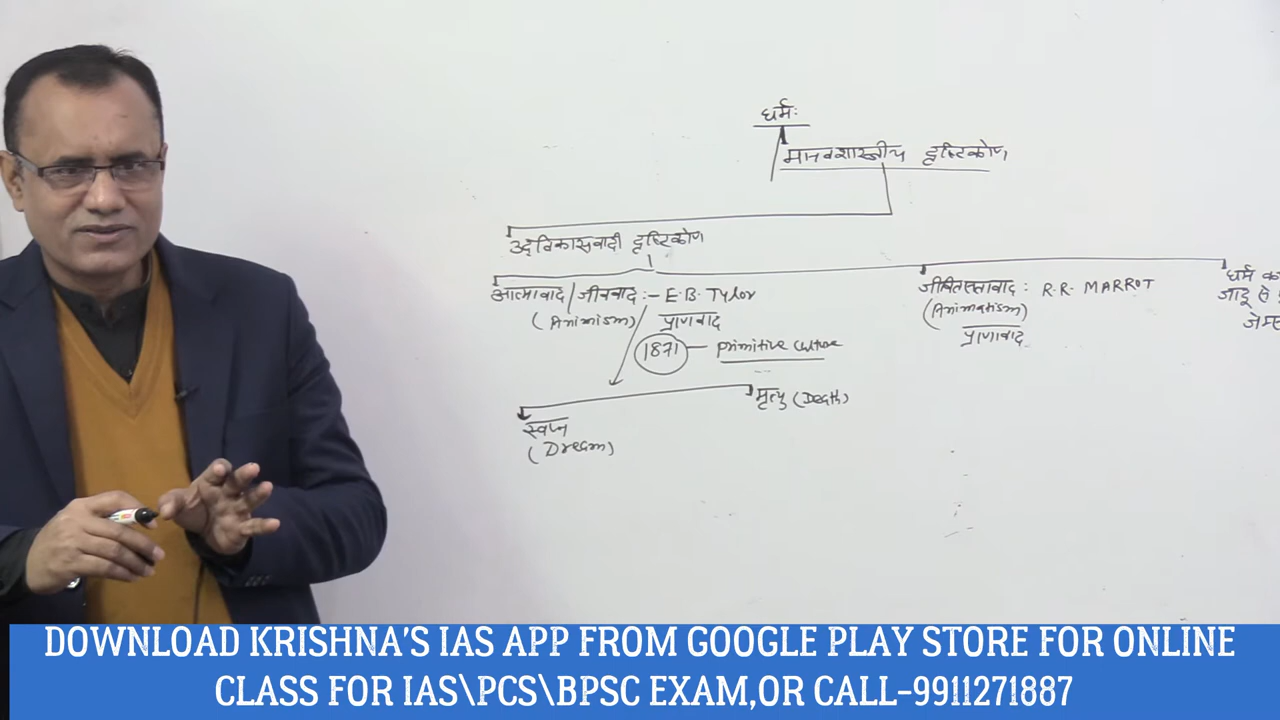 धर्मः
मानवशास्त्रीय दृष्टिकोण
उद्विकासवादी दृष्टिकोण
आत्मावाद/जीववाद :- E.B. Tylor
(Animism) प्राणवाद
1871 - Primitive Culture
स्वप्न
(Dream)
मृत्यु (Death)
जीवितसत्तावाद : R.R. MARROT
(Animatism)
प्राणावाद
धर्म
जादू से
DOWNLOAD KRISHNA'S IAS APP FROM GOOGLE PLAY STORE FOR ONLINE
CLASS FOR IAS\PCS\BPSC EXAM,OR CALL-9911271887